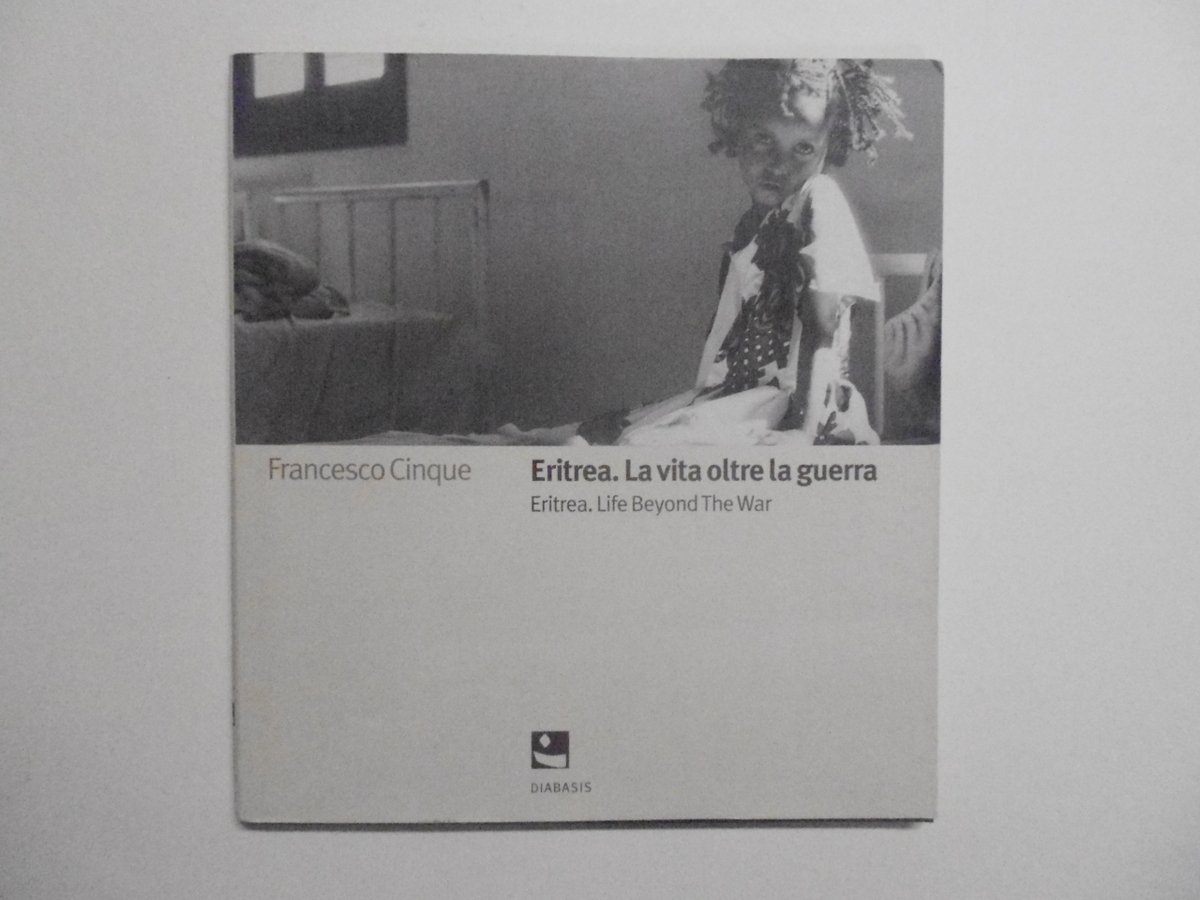 Francesco Cinque
Eritrea. La vita oltre la guerra
Eritrea. Life Beyond The War
DIABASIS